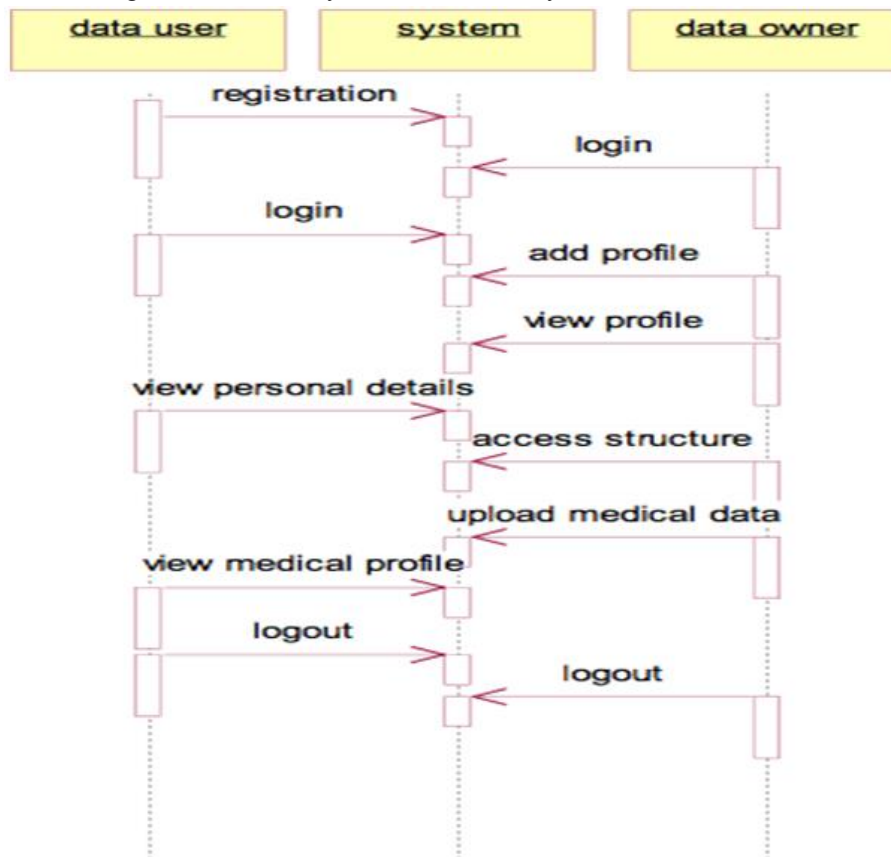 data user
system
data owner
registration
login
login
add profile
view profile
view personal details
access structure
upload medical data
view medical profile
logout
logout